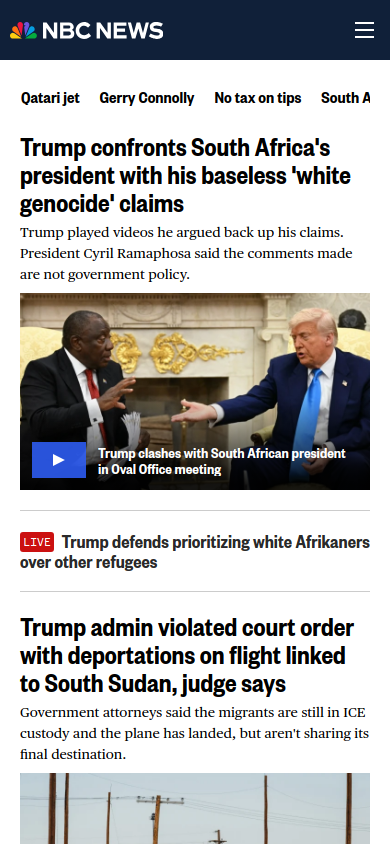 NBC NEWS
Qatari jet Gerry Connolly No tax on tips South A
Trump confronts South Africa's
president with his baseless 'white
genocide' claims
Trump played videos he argued back up his claims.
President Cyril Ramaphosa said the comments made
are not government policy.
Trump clashes with South African president
in Oval Office meeting
LIVE Trump defends prioritizing white Afrikaners
over other refugees
Trump admin violated court order
with deportations on flight linked
to South Sudan, judge says
Government attorneys said the migrants are still in ICE
custody and the plane has landed, but aren't sharing its
final destination.